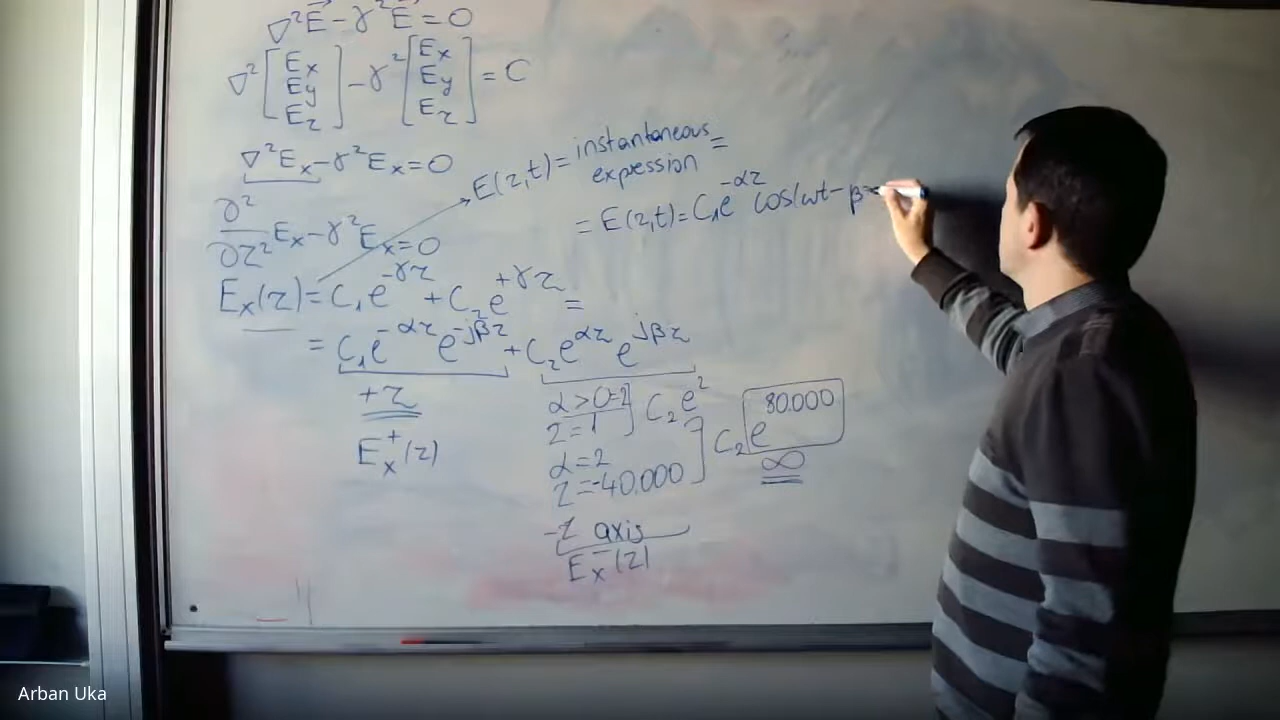 ∇²E⃗ - γ²E⃗ = 0
∇²[Ex Ey Ez] - γ²[Ex Ey Ez] = C
∇²Ex - γ²Ex = 0
E(z,t) = instantaneous expression =
= E(z,t) = C₁e^-αz cos(ωt - βz
∂²/∂z² Ex - γ²Ex = 0
Ex(z) = C₁e^-γz + C₂e^+γz =
= C₁e^-αz e^-jβz + C₂e^αz e^jβz
+z
Ex⁺(z)
α > 0 = 2
z = 1
C₂e²
α = 2
z = -40.000
C₂e^80.000
∞
-z axis
Ex⁻(z)
Arban Uka